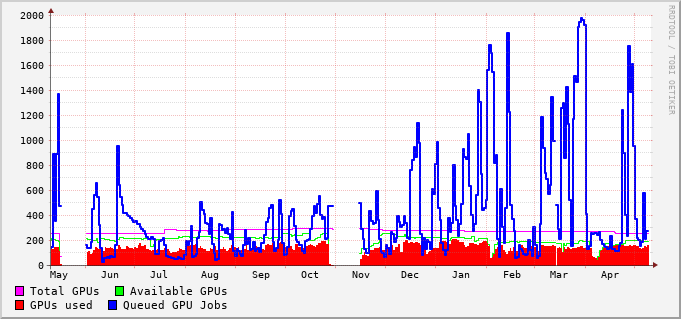 2000
1800
1600
1400
1200
1000
800
600
400
200
0
May Jun Jul Aug Sep Oct Nov Dec Jan Feb Mar Apr
Total GPUs Available GPUs
GPUs used Queued GPU Jobs
RRDTOOL / TOBI OETIKER